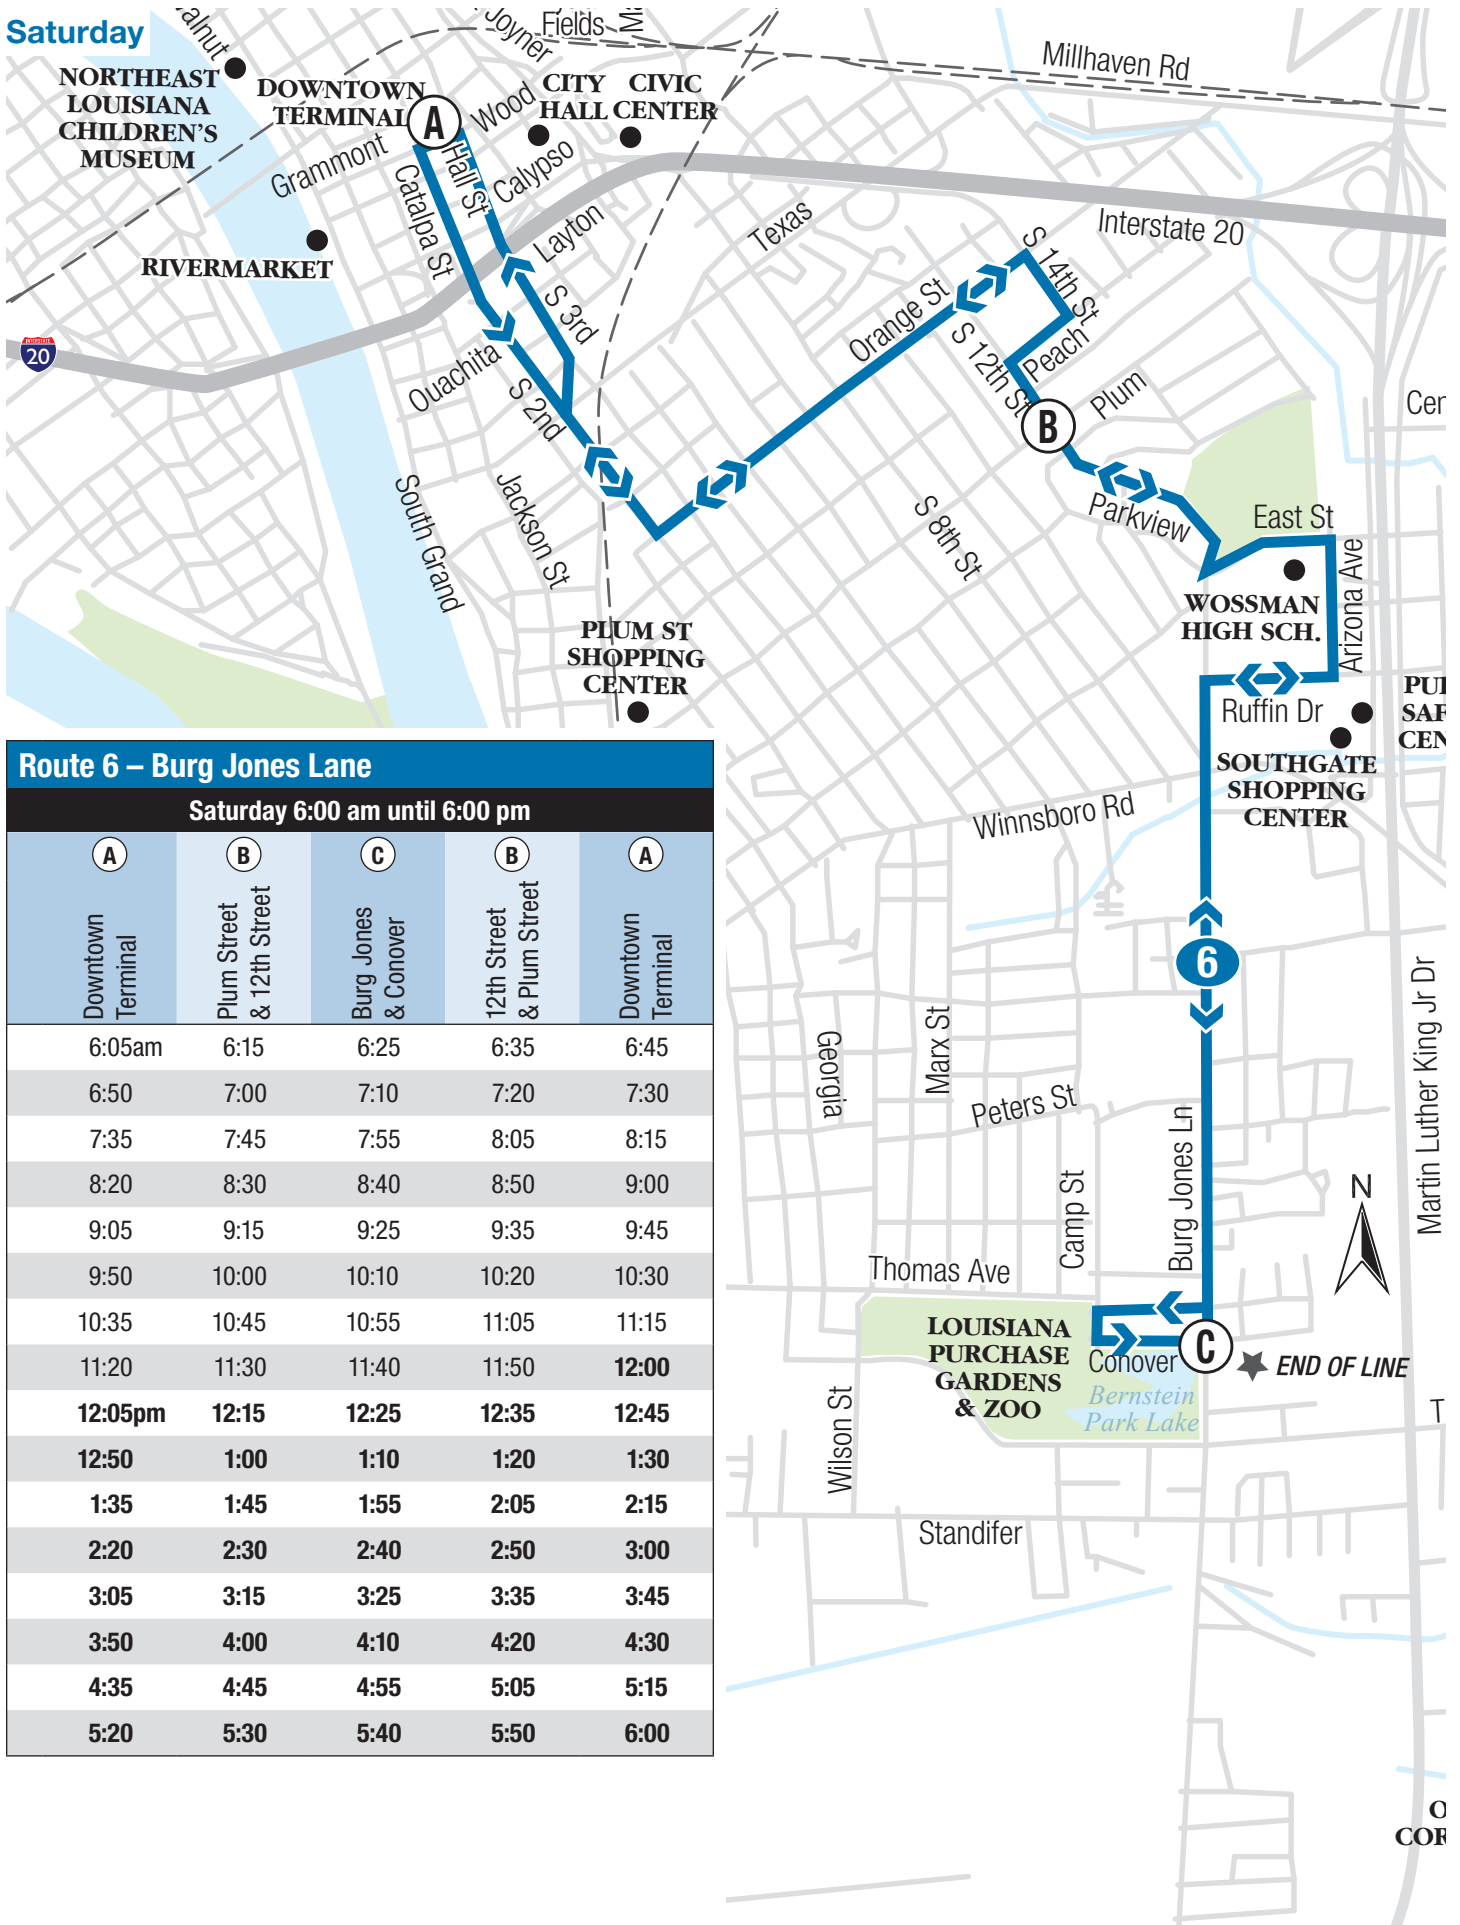 Saturday
Joyner
Fields
Millhaven Rd
NORTHEAST
LOUISIANA
CHILDREN'S
MUSEUM
DOWNTOWN
TERMINAL
A
Wood
CITY
HALL
CIVIC
CENTER
Grammont
Hall St
Calypso
Catalpa St
Layton
Texas
Interstate 20
RIVERMARKET
S 14th St
S 3rd
Orange St
20
Ouachita
S 12th St
Peach
Plum
S 2nd
B
South Grand
Jackson St
S 8th St
Parkview
East St
Arizona Ave
WOSSMAN
HIGH SCH.
PLUM ST
SHOPPING
CENTER
Ruffin Dr
SOUTHGATE
SHOPPING
CENTER
Winnsboro Rd
6
Georgia
Marx St
Peters St
Camp St
Burg Jones Ln
Martin Luther King Jr Dr
N
Thomas Ave
LOUISIANA
PURCHASE
GARDENS
& ZOO
Conover
C
END OF LINE
Bernstein
Park Lake
Wilson St
Standifer
Route 6 – Burg Jones Lane
Saturday 6:00 am until 6:00 pm
A B C B A
Downtown Terminal
Plum Street & 12th Street
Burg Jones & Conover
12th Street & Plum Street
Downtown Terminal
6:05am 6:15 6:25 6:35 6:45
6:50 7:00 7:10 7:20 7:30
7:35 7:45 7:55 8:05 8:15
8:20 8:30 8:40 8:50 9:00
9:05 9:15 9:25 9:35 9:45
9:50 10:00 10:10 10:20 10:30
10:35 10:45 10:55 11:05 11:15
11:20 11:30 11:40 11:50 12:00
12:05pm 12:15 12:25 12:35 12:45
12:50 1:00 1:10 1:20 1:30
1:35 1:45 1:55 2:05 2:15
2:20 2:30 2:40 2:50 3:00
3:05 3:15 3:25 3:35 3:45
3:50 4:00 4:10 4:20 4:30
4:35 4:45 4:55 5:05 5:15
5:20 5:30 5:40 5:50 6:00